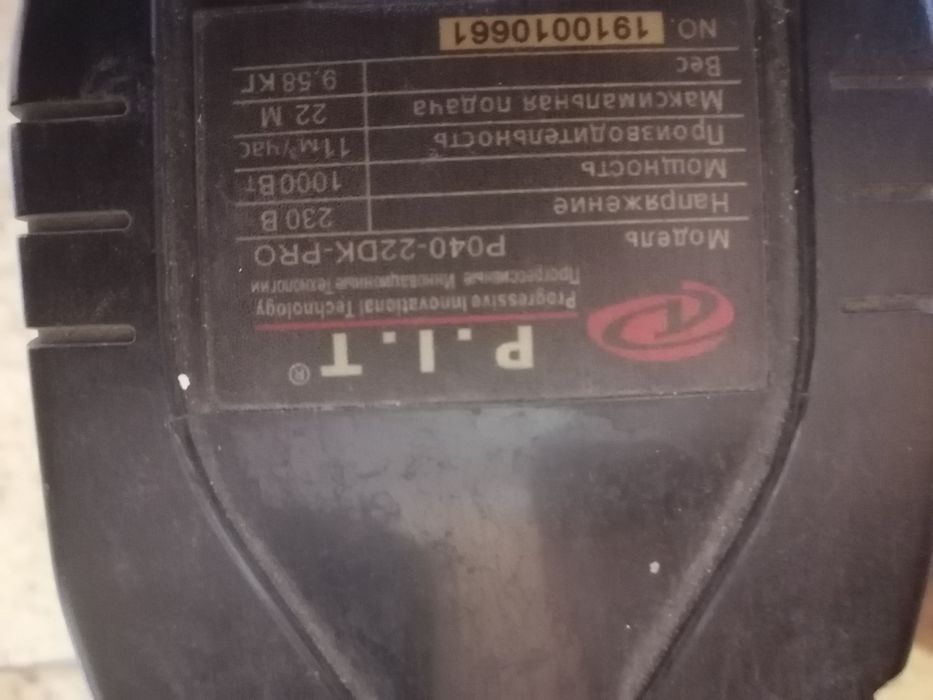 P.I.T ®
Progressive Innovational Technology
Прогрессивные Инновационные Технологии
Модель PO40-22DK-PRO
Напряжение 230 В
Мощность 1000Вт
Производительность 11м³/час
Максимальная подача 22 М
Вес 9,58 КГ
NO. 1910010661